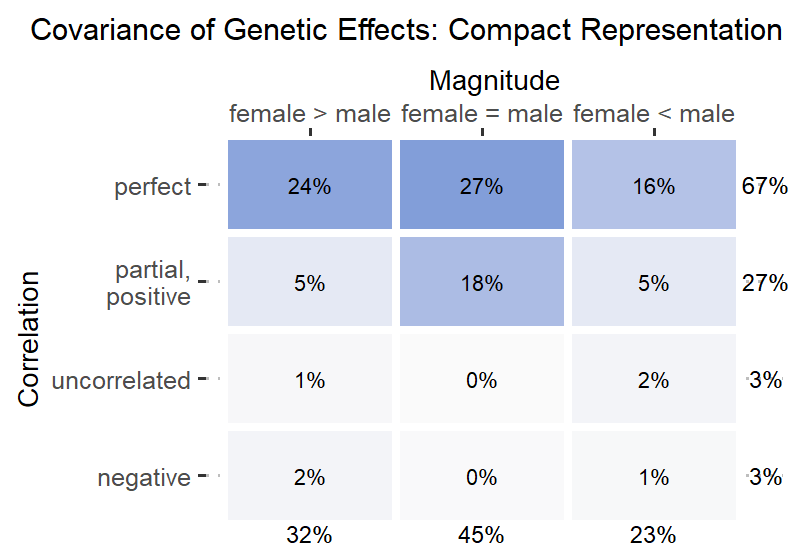 Covariance of Genetic Effects: Compact Representation
Magnitude
female > male female = male female < male
perfect 24% 27% 16% 67%
partial,
positive 5% 18% 5% 27%
uncorrelated 1% 0% 2% 3%
negative 2% 0% 1% 3%
32% 45% 23%
Correlation